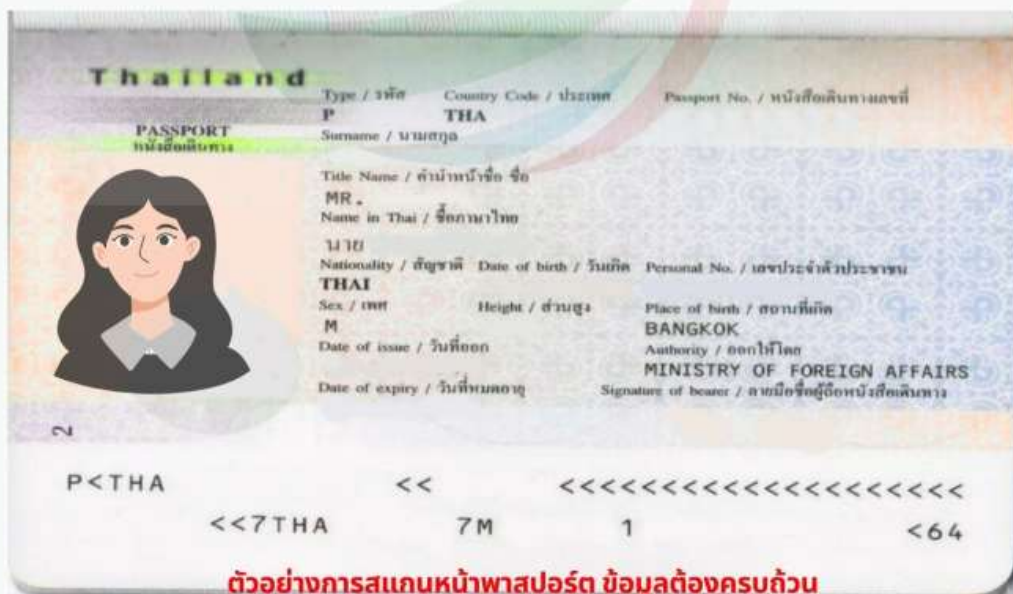 Thailand
PASSPORT
หนังสือเดินทาง
Type / รหัส Country Code / ประเทศ Passport No. / หนังสือเดินทางเลขที่
P THA
Surname / นามสกุล
Title Name / คำนำหน้าชื่อ ชื่อ
MR.
Name in Thai / ชื่อภาษาไทย
นาย
Nationality / สัญชาติ Date of birth / วันเกิด Personal No. / เลขประจำตัวประชาชน
THAI
Sex / เพศ Height / ส่วนสูง Place of birth / สถานที่เกิด
M BANGKOK
Date of issue / วันที่ออก Authority / ออกให้โดย
MINISTRY OF FOREIGN AFFAIRS
Date of expiry / วันที่หมดอายุ Signature of bearer / ลายมือชื่อผู้ถือหนังสือเดินทาง
2
P<THA << <<<<<<<<<<<<<<<<<<<<
<<7THA 7M 1 <64
ตัวอย่างการสแกนหน้าพาสปอร์ต ข้อมูลต้องครบถ้วน